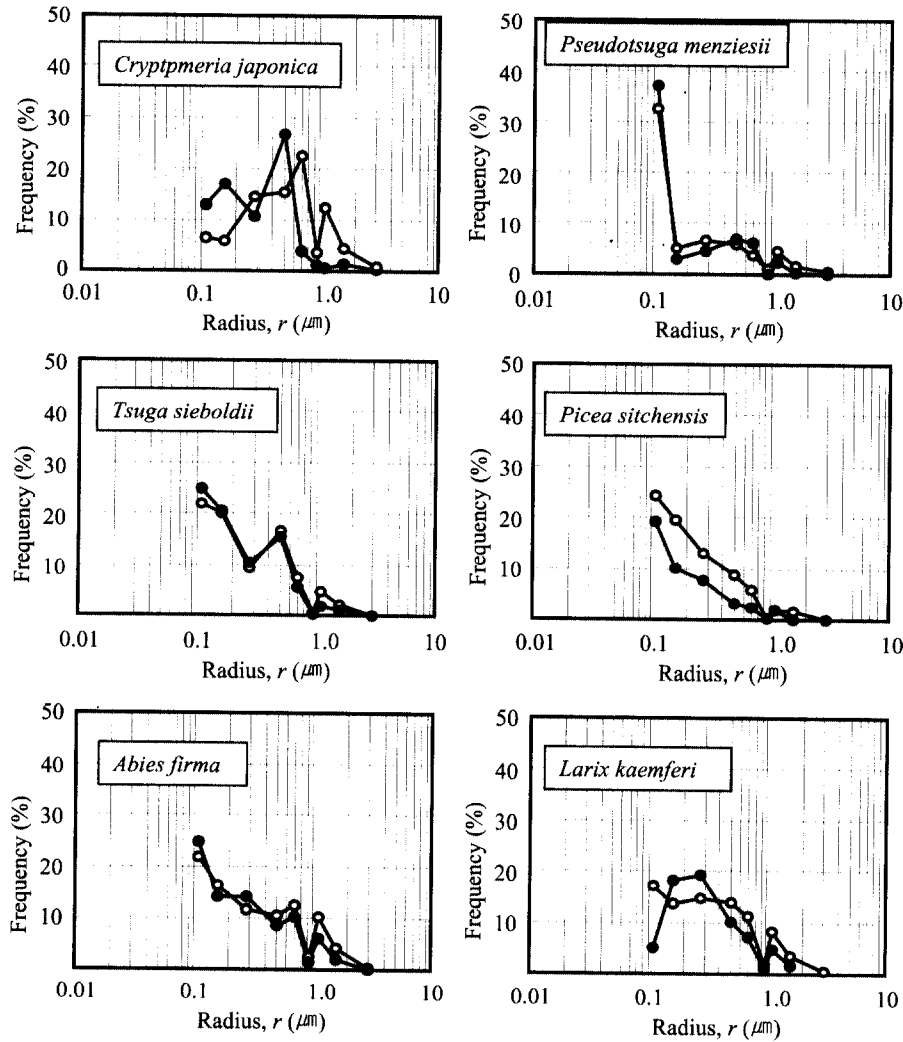 50
40
30
20
10
0
Frequency (%)
Cryptpmeria japonica
0.01 0.1 1.0 10
Radius, r (μm)
50
40
30
20
10
0
Frequency (%)
Pseudotsuga menziesii
0.01 0.1 1.0 10
Radius, r (μm)
50
40
30
20
10
Frequency (%)
Tsuga sieboldii
0.01 0.1 1.0 10
Radius, r (μm)
50
40
30
20
10
Frequency (%)
Picea sitchensis
0.01 0.1 1.0 10
Radius, r (μm)
50
40
30
20
10
Frequency (%)
Abies firma
0.01 0.1 1.0 10
Radius, r (μm)
50
40
30
20
10
Frequency (%)
Larix kaemferi
0.01 0.1 1.0 10
Radius, r (μm)